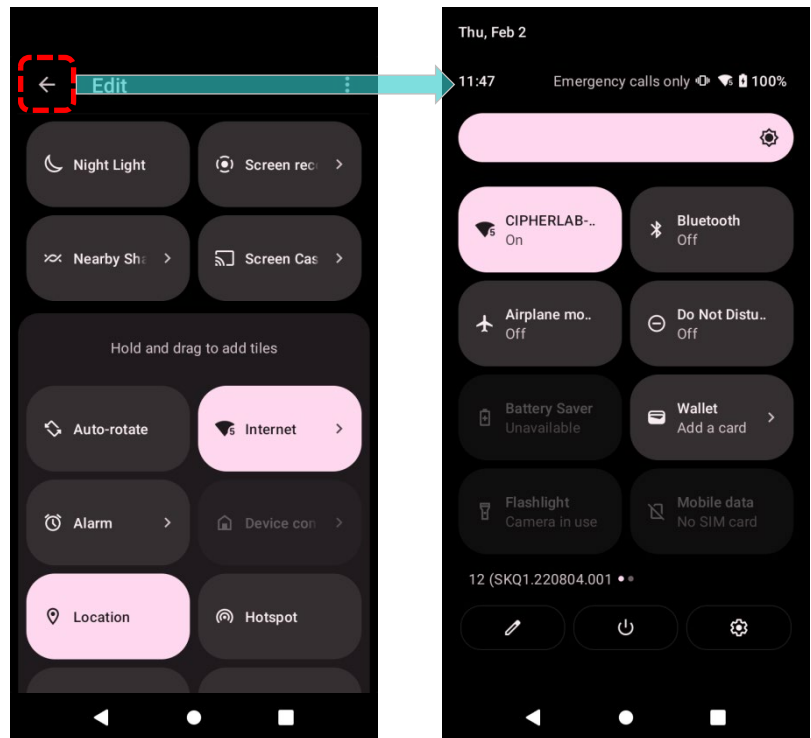 Edit
Night Light
Screen rec
Nearby Sha
Screen Cas
Hold and drag to add tiles
Auto-rotate
5 Internet
Alarm
Device con
Location
Hotspot
Thu, Feb 2
11:47 Emergency calls only 5 100%
5 CIPHERLAB-..
On
Bluetooth
Off
Airplane mo..
Off
Do Not Distu..
Off
Battery Saver
Unavailable
Wallet
Add a card
Flashlight
Camera in use
Mobile data
No SIM card
12 (SKQ1.220804.001